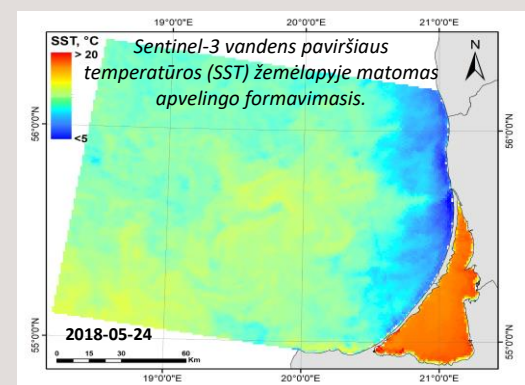 19°0'0"E 20°0'0"E 21°0'0"E
SST, °C
> 20
<5
Sentinel-3 vandens paviršiaus
temperatūros (SST) žemėlapyje matomas
apvelingo formavimasis.
N
56°0'0"N
56°0'0"N
55°0'0"N
55°0'0"N
2018-05-24
0 15 30 60
Km
19°0'0"E 20°0'0"E 21°0'0"E